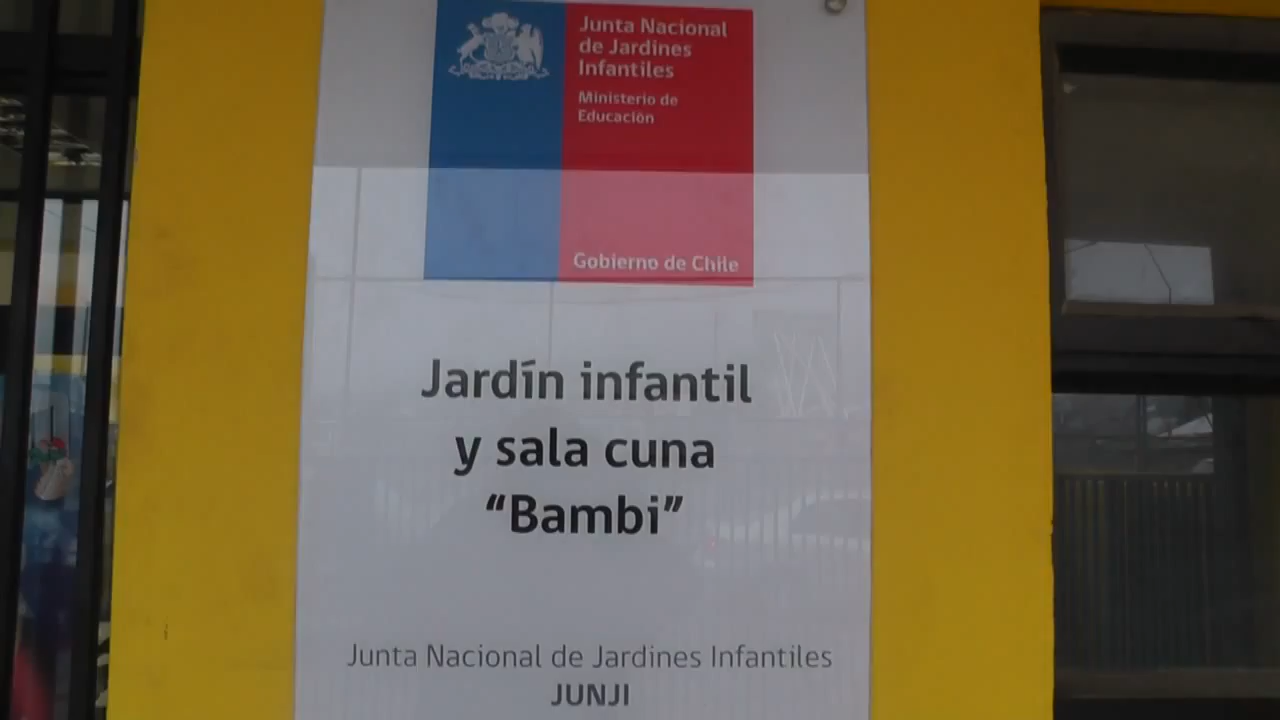 Junta Nacional
de Jardines
Infantiles
Ministerio de
Educación
Gobierno de Chile
Jardín infantil
y sala cuna
“Bambi”
Junta Nacional de Jardines Infantiles
JUNJI